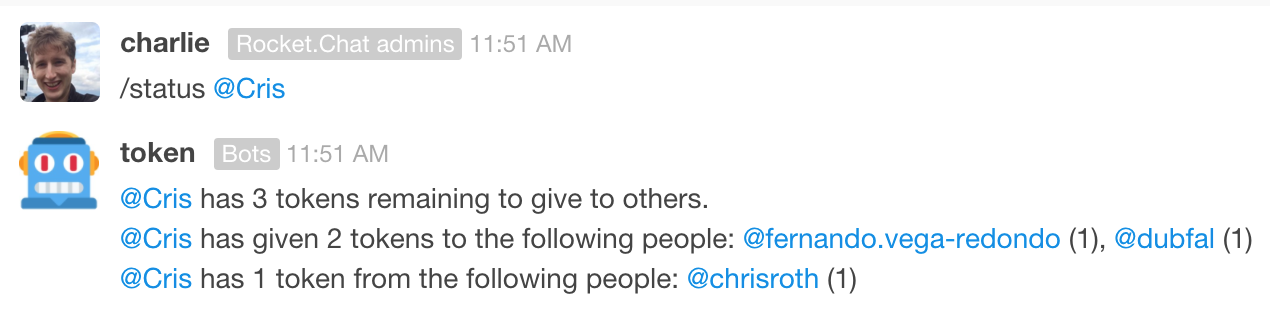 charlie Rocket.Chat admins 11:51 AM
/status @Cris
token Bots 11:51 AM
@Cris has 3 tokens remaining to give to others.
@Cris has given 2 tokens to the following people: @fernando.vega-redondo (1), @dubfal (1)
@Cris has 1 token from the following people: @chrisroth (1)